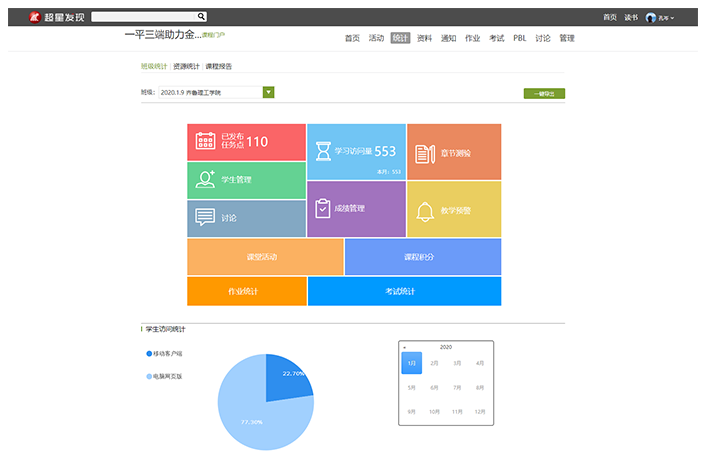 超星发现
首页 读书 孔岑
一平三端助力金... 课程门户
首页 活动 统计 资料 通知 作业 考试 PBL 讨论 管理
班级统计 资源统计 课程报告
班级: 2020.1.9 齐鲁理工学院
一键导出
已发布
任务点 110
学习访问量 553
本月: 553
章节测验
学生管理
讨论
成绩管理
教学预警
课堂活动
课程积分
作业统计
考试统计
学生访问统计
移动客户端
电脑网页版
22.70%
77.30%
2020
1月 2月 3月 4月
5月 6月 7月 8月
9月 10月 11月 12月